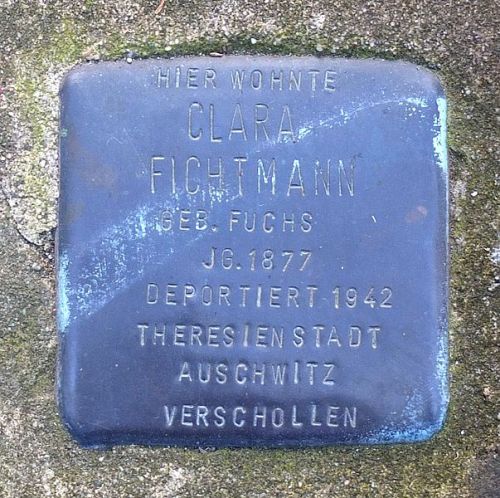 HIER WOHNTE
CLARA
FICHTMANN
GEB. FUCHS
JG. 1877
DEPORTIERT 1942
THERESIENSTADT
AUSCHWITZ
VERSCHOLLEN